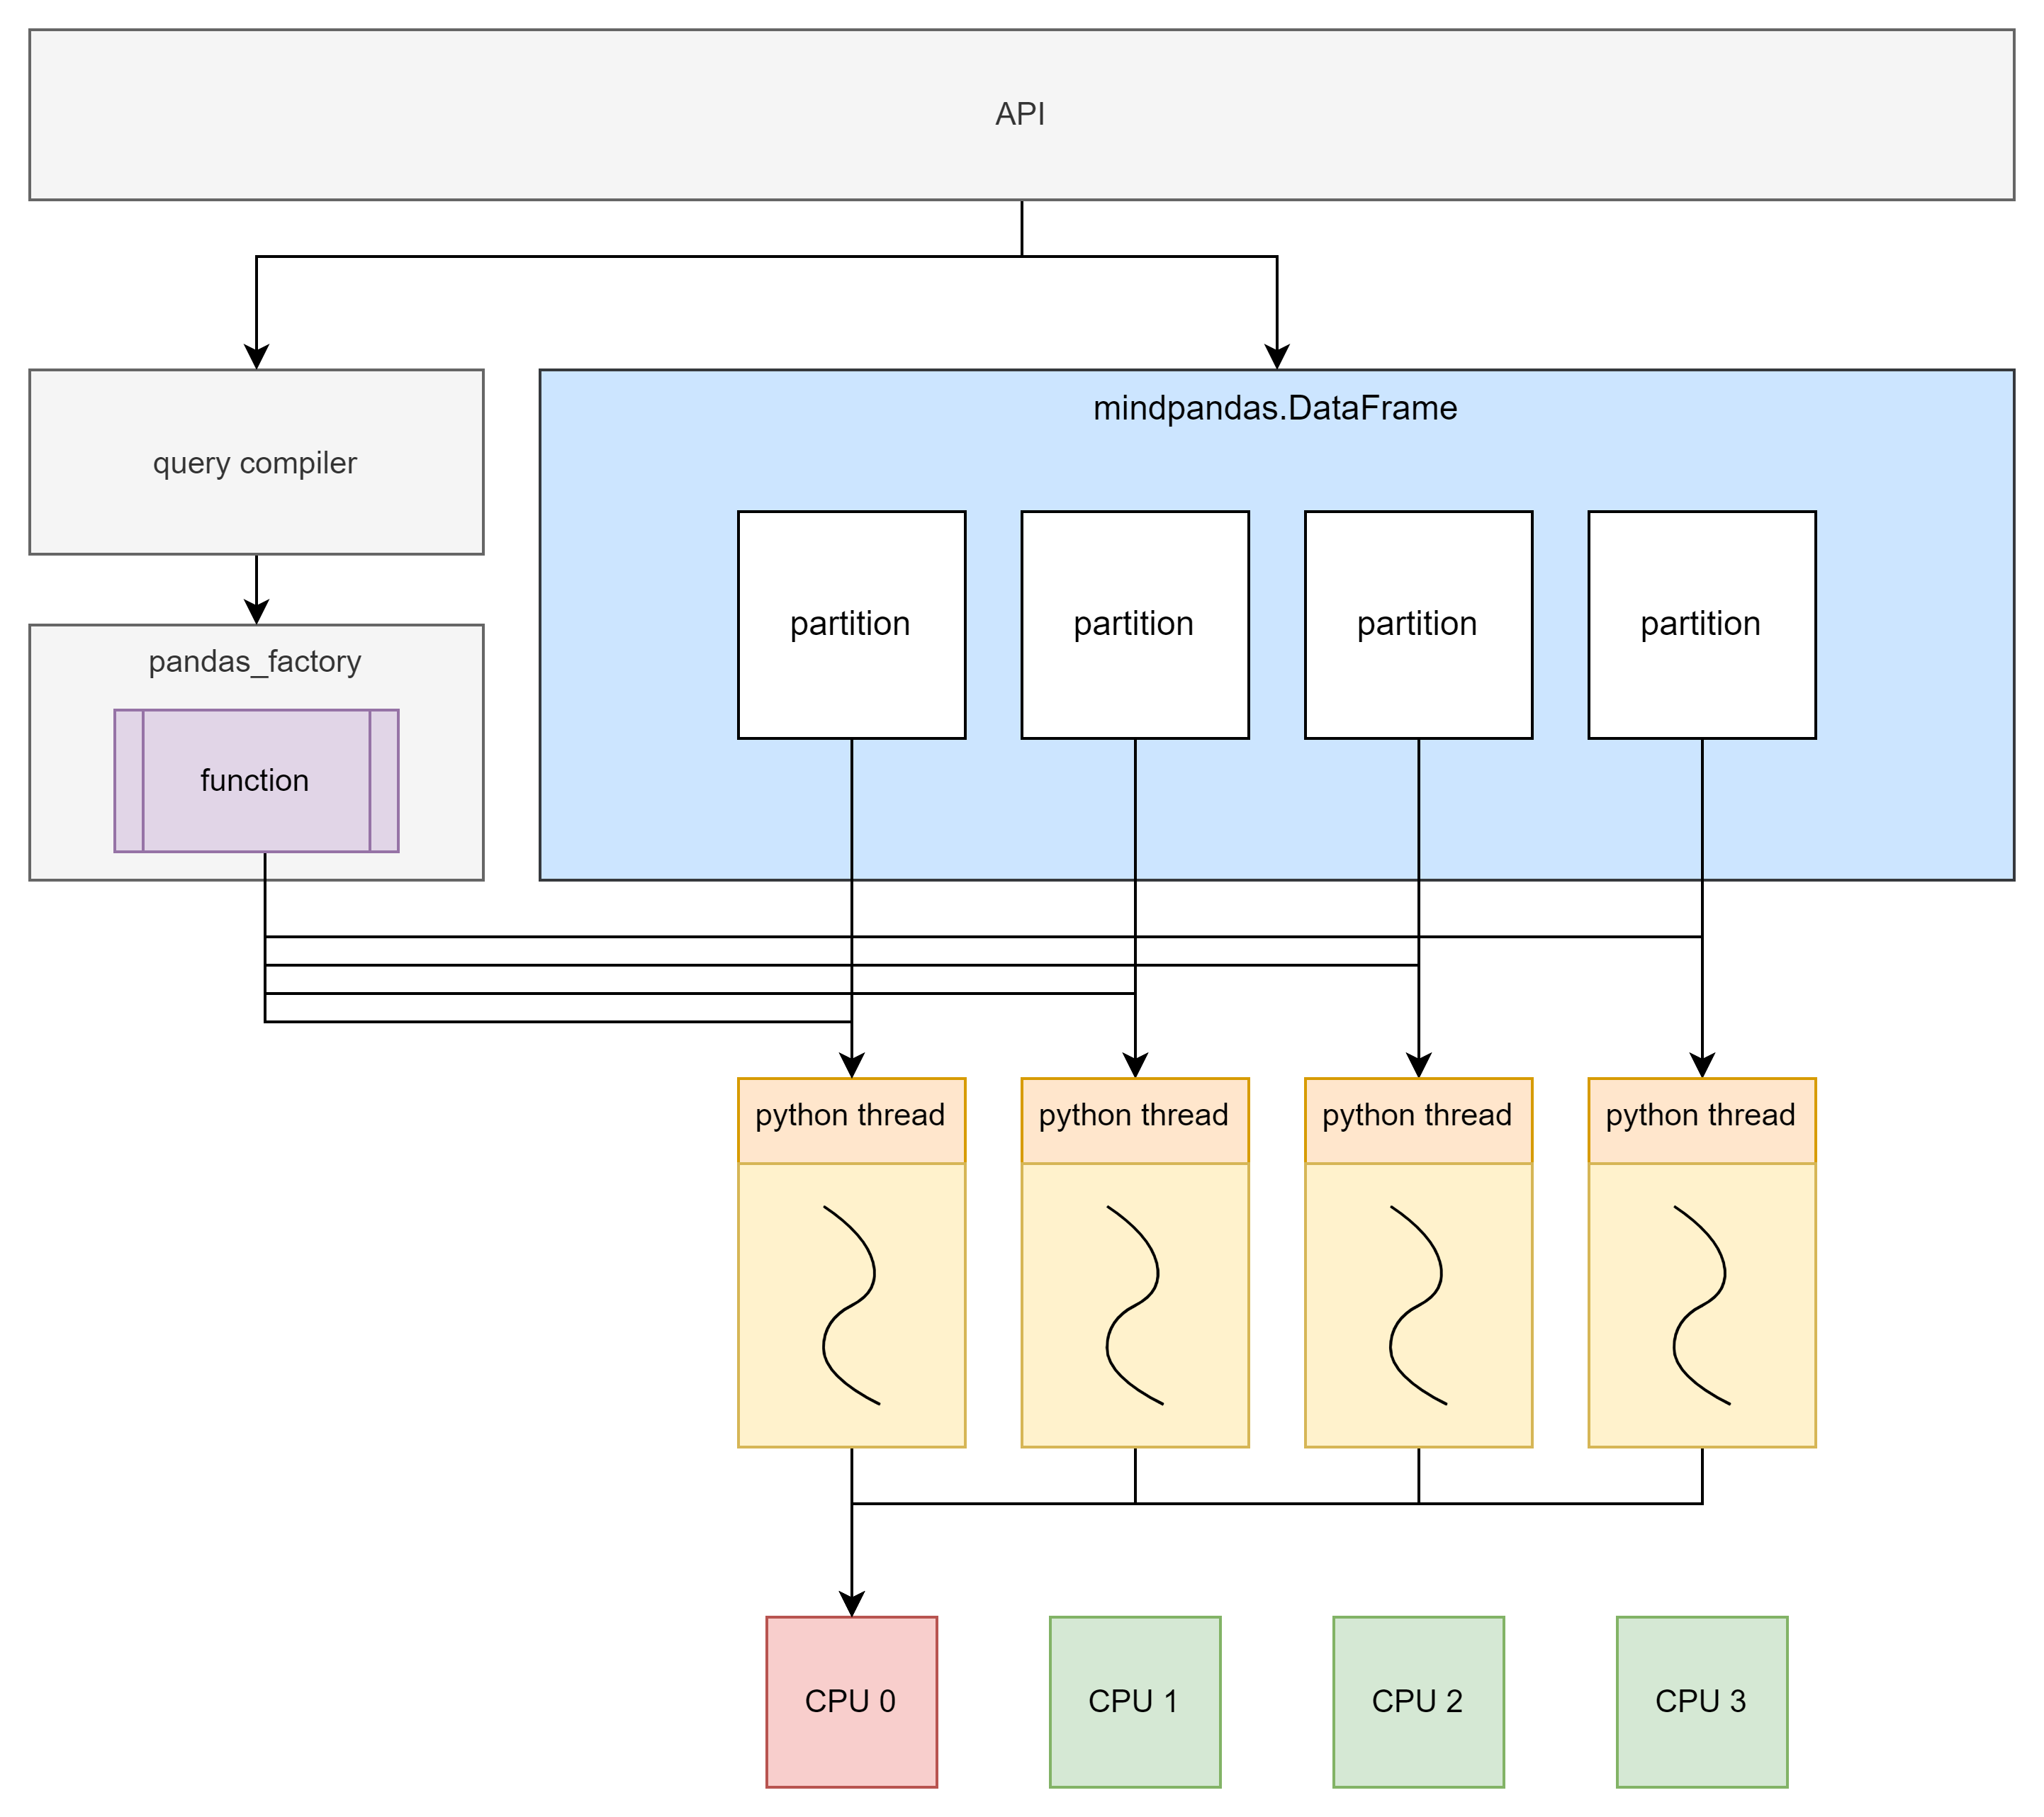 API
query compiler
mindpandas.DataFrame
partition
partition
partition
partition
pandas_factory
function
python thread
python thread
python thread
python thread
CPU 0
CPU 1
CPU 2
CPU 3